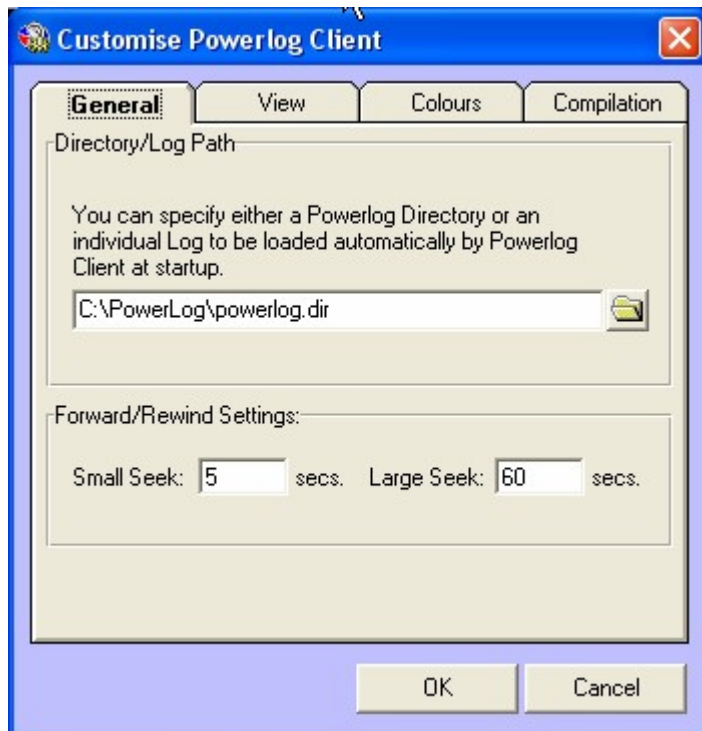 Customise Powerlog Client
General View Colours Compilation
Directory/Log Path
You can specify either a Powerlog Directory or an
individual Log to be loaded automatically by Powerlog
Client at startup.
C:\PowerLog\powerlog.dir
Forward/Rewind Settings:
Small Seek: 5 secs. Large Seek: 60 secs.
OK Cancel